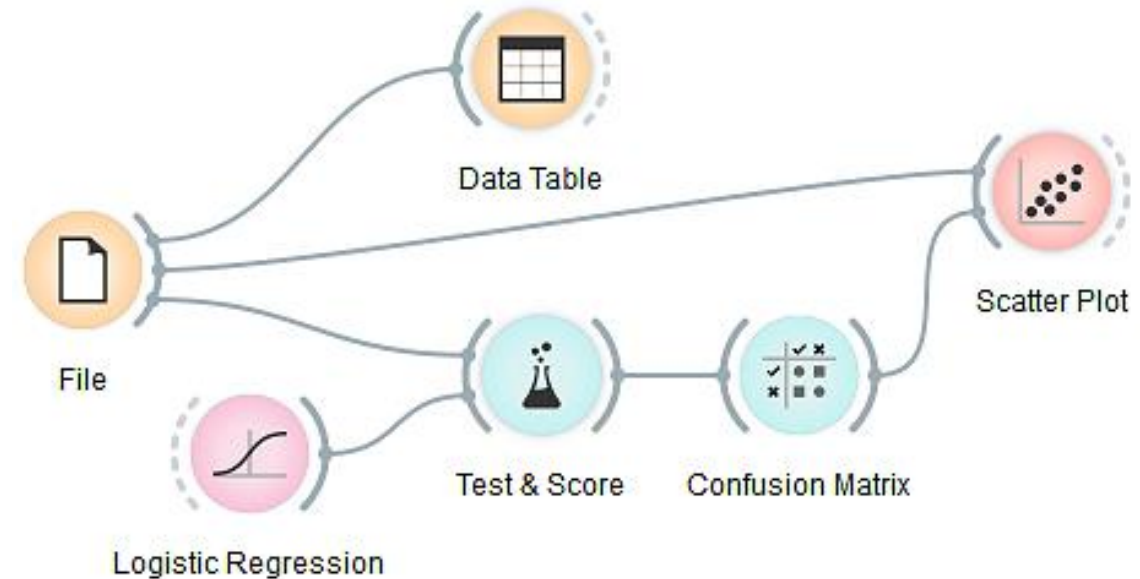 Data Table
Scatter Plot
File
Test & Score
Confusion Matrix
Logistic Regression